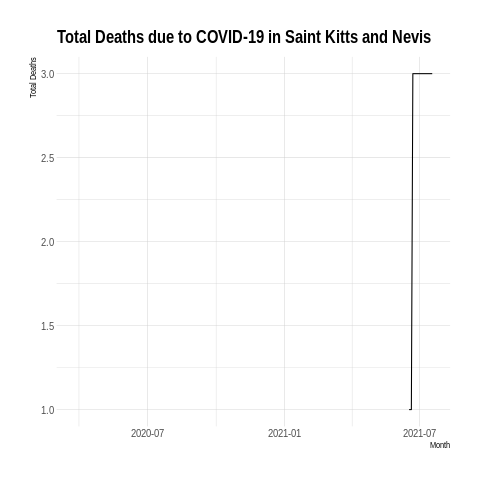 Total Deaths due to COVID-19 in Saint Kitts and Nevis
Total Deaths
3.0
2.5
2.0
1.5
1.0
2020-07
2021-01
2021-07
Month